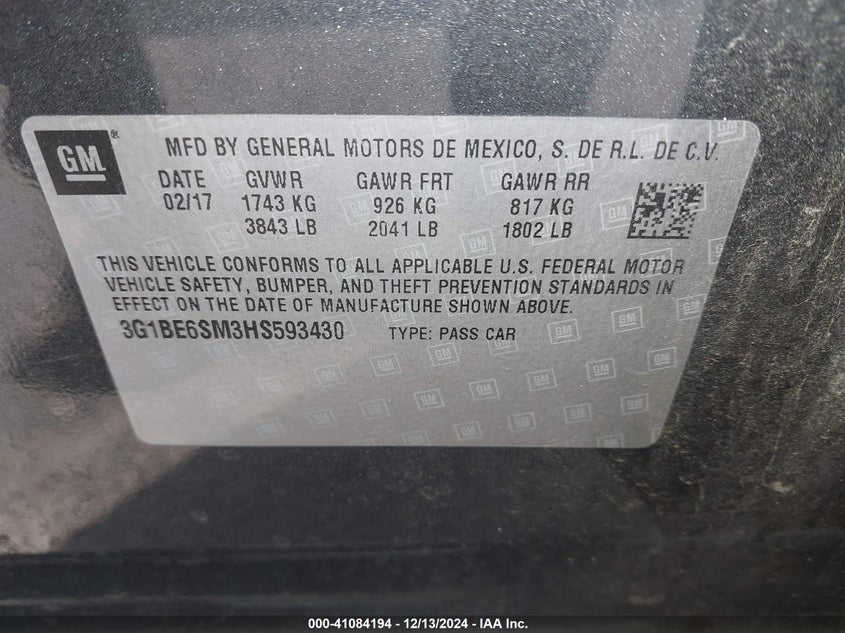 GM ®
MFD BY GENERAL MOTORS DE MEXICO, S. DE R.L. DE C.V.
DATE GVWR GAWR FRT GAWR RR
02/17 1743 KG 926 KG 817 KG
3843 LB 2041 LB 1802 LB
THIS VEHICLE CONFORMS TO ALL APPLICABLE U.S. FEDERAL MOTOR
VEHICLE SAFETY, BUMPER, AND THEFT PREVENTION STANDARDS IN
EFFECT ON THE DATE OF MANUFACTURE SHOWN ABOVE.
3G1BE6SM3HS593430 TYPE: PASS CAR
000-41084194 - 12/13/2024 - IAA Inc.